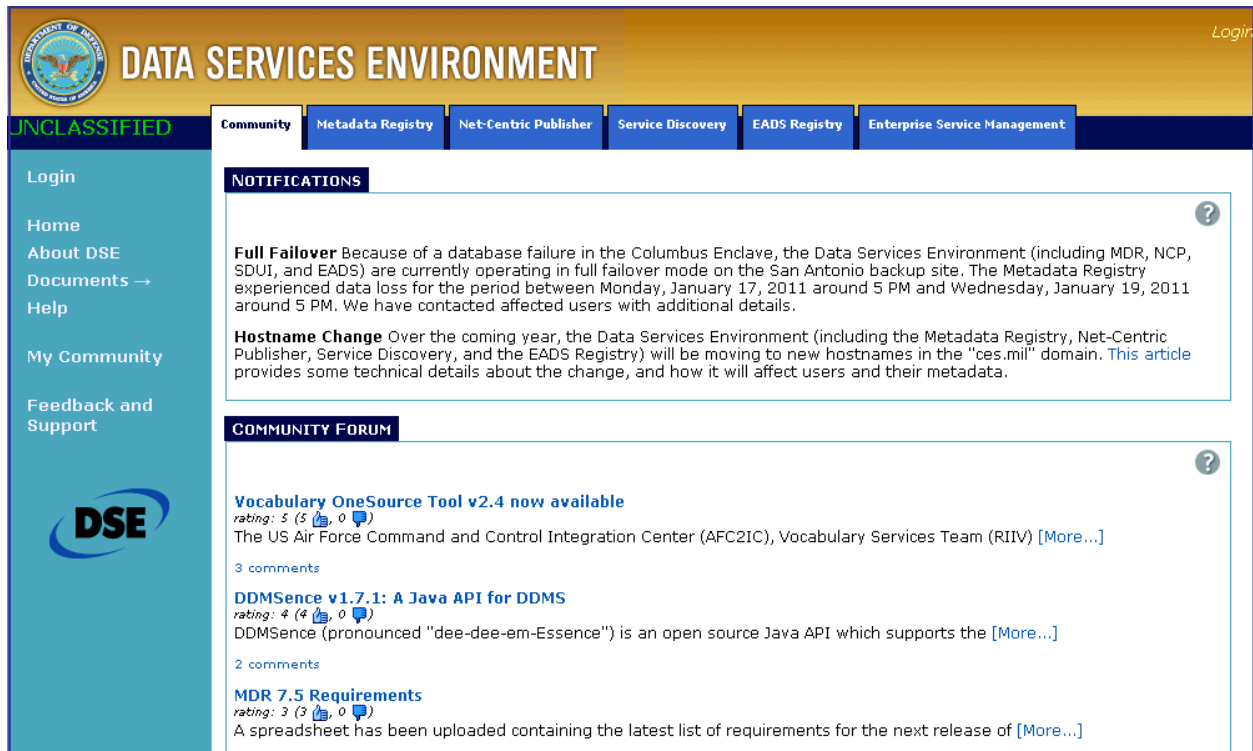 DEPARTMENT OF DEFENSE
UNITED STATES OF AMERICA
DATA SERVICES ENVIRONMENT
Login
UNCLASSIFIED
Community
Metadata Registry
Net-Centric Publisher
Service Discovery
EADS Registry
Enterprise Service Management
Login
Home
About DSE
Documents →
Help
My Community
Feedback and
Support
DSE
NOTIFICATIONS
?
Full Failover Because of a database failure in the Columbus Enclave, the Data Services Environment (including MDR, NCP,
SDUI, and EADS) are currently operating in full failover mode on the San Antonio backup site. The Metadata Registry
experienced data loss for the period between Monday, January 17, 2011 around 5 PM and Wednesday, January 19, 2011
around 5 PM. We have contacted affected users with additional details.
Hostname Change Over the coming year, the Data Services Environment (including the Metadata Registry, Net-Centric
Publisher, Service Discovery, and the EADS Registry) will be moving to new hostnames in the "ces.mil" domain. This article
provides some technical details about the change, and how it will affect users and their metadata.
COMMUNITY FORUM
?
Vocabulary OneSource Tool v2.4 now available
rating: 5 (5 , 0 )
The US Air Force Command and Control Integration Center (AFC2IC), Vocabulary Services Team (RIIV) [More...]
3 comments
DDMSence v1.7.1: A Java API for DDMS
rating: 4 (4 , 0 )
DDMSence (pronounced "dee-dee-em-Essence") is an open source Java API which supports the [More...]
2 comments
MDR 7.5 Requirements
rating: 3 (3 , 0 )
A spreadsheet has been uploaded containing the latest list of requirements for the next release of [More...]